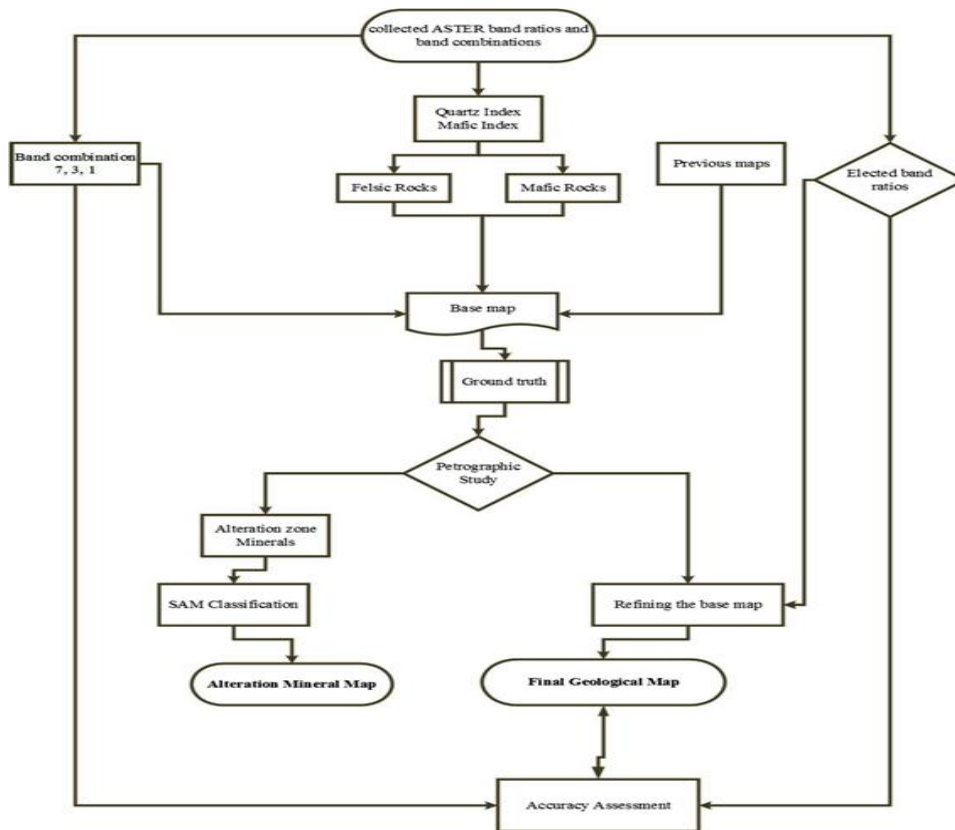 collected ASTER band ratios and
band combinations
Quartz Index
Mafic Index
Band combination
7, 3, 1
Previous maps
Elected band
ratios
Felsic Rocks
Mafic Rocks
Base map
Ground truth
Petrographic
Study
Alteration zone
Minerals
SAM Classification
Refining the base map
Alteration Mineral Map
Final Geological Map
Accuracy Assessment